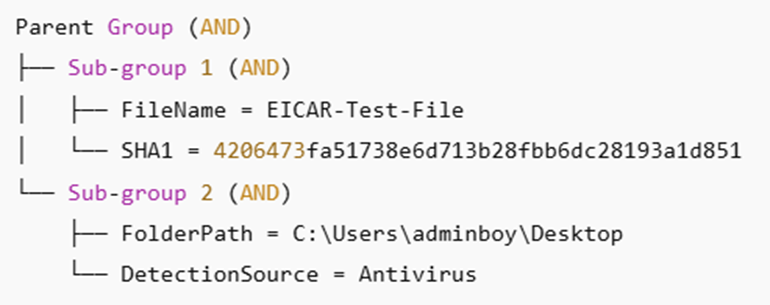 Parent Group (AND)
├── Sub-group 1 (AND)
│   ├── FileName = EICAR-Test-File
│   └── SHA1 = 4206473fa51738e6d713b28fbb6dc28193a1d851
└── Sub-group 2 (AND)
    ├── FolderPath = C:\Users\adminboy\Desktop
    └── DetectionSource = Antivirus